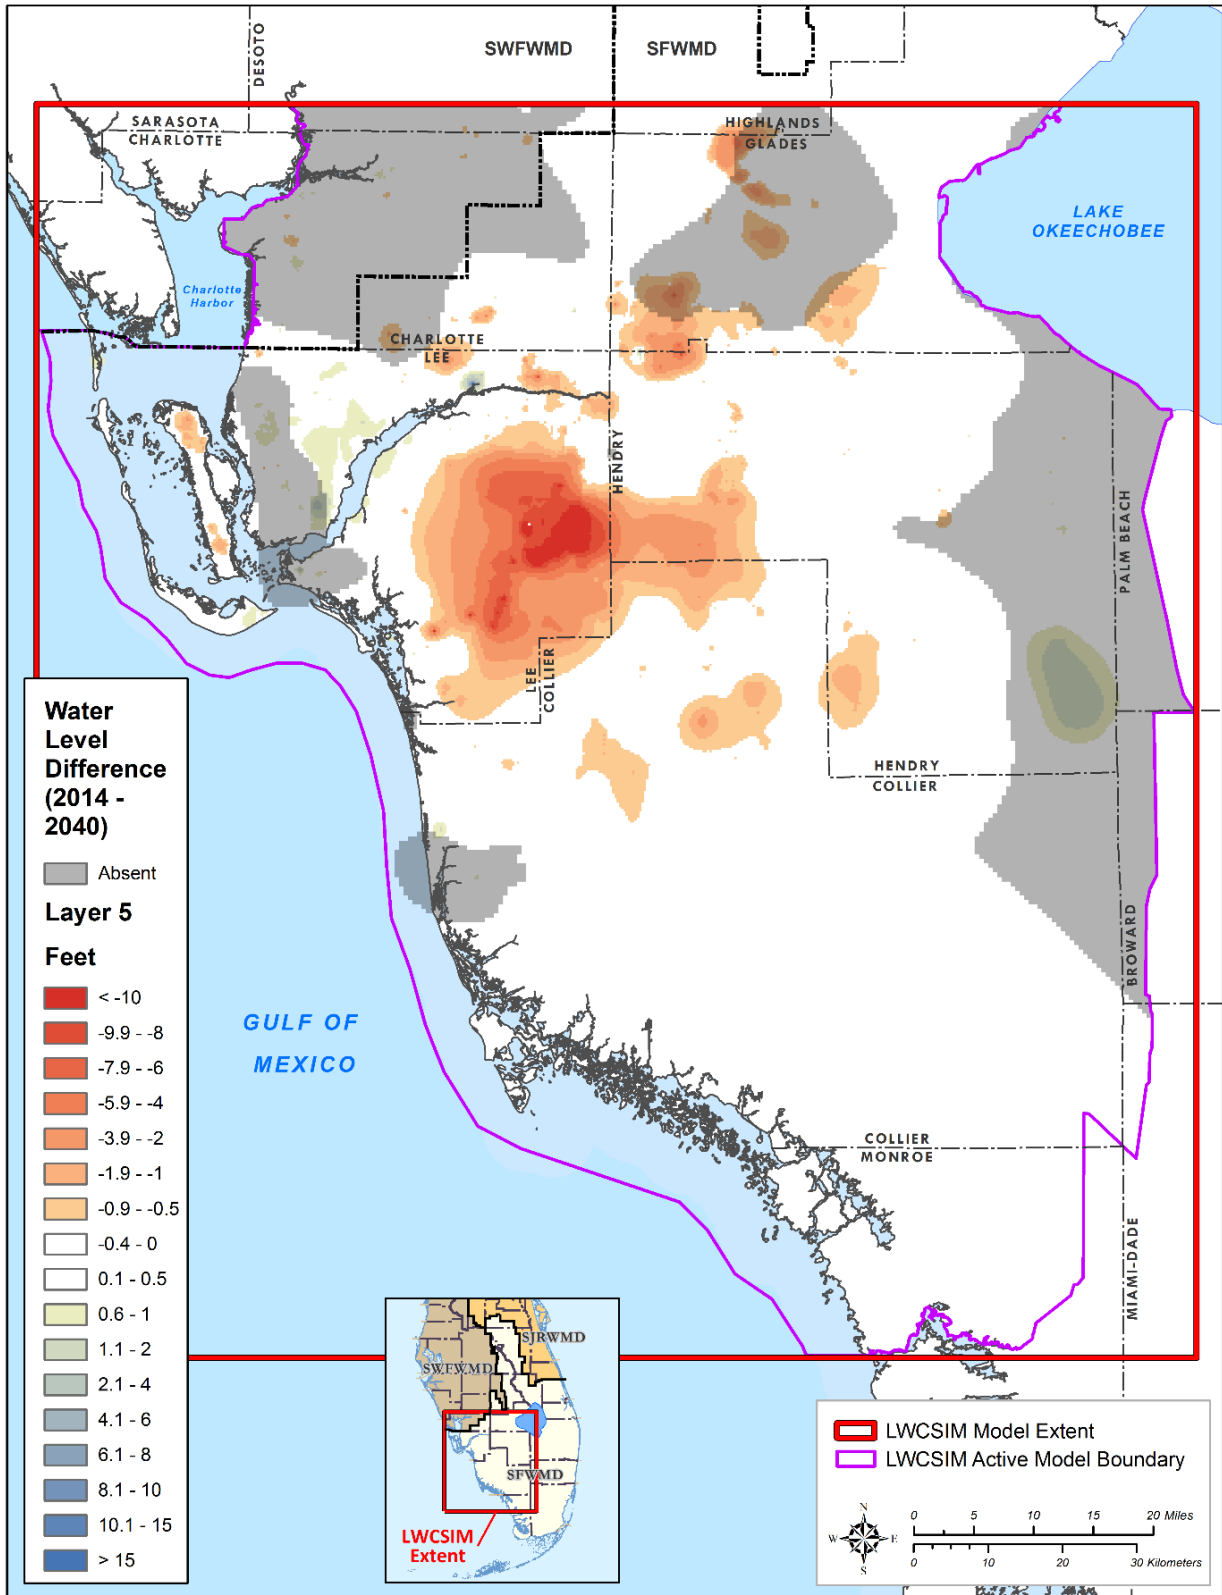 SWFWMD
SFWMD
DESOTO
SARASOTA
CHARLOTTE
HIGHLANDS
GLADES
LAKE
OKEECHOBEE
Charlotte
Harbor
CHARLOTTE
LEE
HENDRY
PALM BEACH
LEE
COLLIER
HENDRY
COLLIER
BROWARD
GULF OF
MEXICO
COLLIER
MONROE
MIAMI-DADE
Water
Level
Difference
(2014 -
2040)
Absent
Layer 5
Feet
< -10
-9.9 - -8
-7.9 - -6
-5.9 - -4
-3.9 - -2
-1.9 - -1
-0.9 - -0.5
-0.4 - 0
0.1 - 0.5
0.6 - 1
1.1 - 2
2.1 - 4
4.1 - 6
6.1 - 8
8.1 - 10
10.1 - 15
> 15
SJRWMD
SWFWMD
SFWMD
LWCSIM
Extent
LWCSIM Model Extent
LWCSIM Active Model Boundary
N
W E
S
0 5 10 15 20 Miles
0 10 20 30 Kilometers